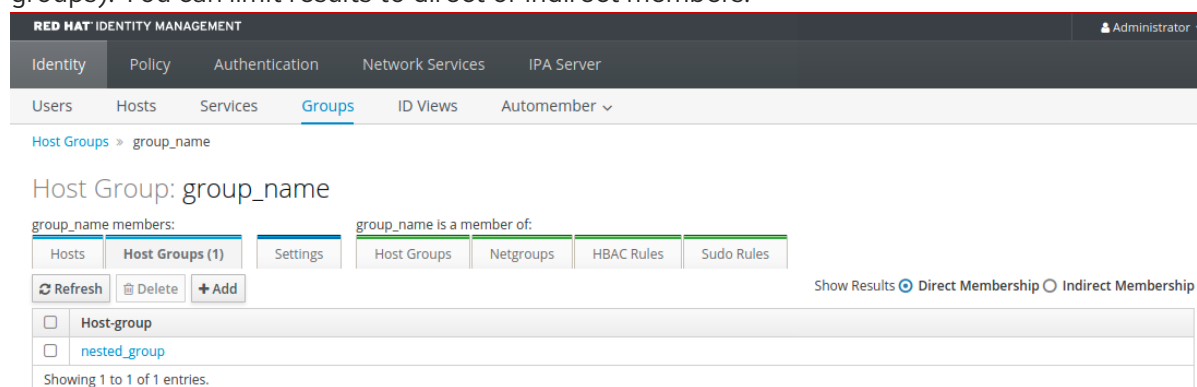 groups). You can limit results to direct or indirect members.
RED HAT® IDENTITY MANAGEMENT Administrator
Identity Policy Authentication Network Services IPA Server
Users Hosts Services Groups ID Views Automember
Host Groups » group_name
Host Group: group_name
group_name members: group_name is a member of:
Hosts Host Groups (1) Settings Host Groups Netgroups HBAC Rules Sudo Rules
Refresh Delete Add Show Results Direct Membership Indirect Membership
Host-group
nested_group
Showing 1 to 1 of 1 entries.